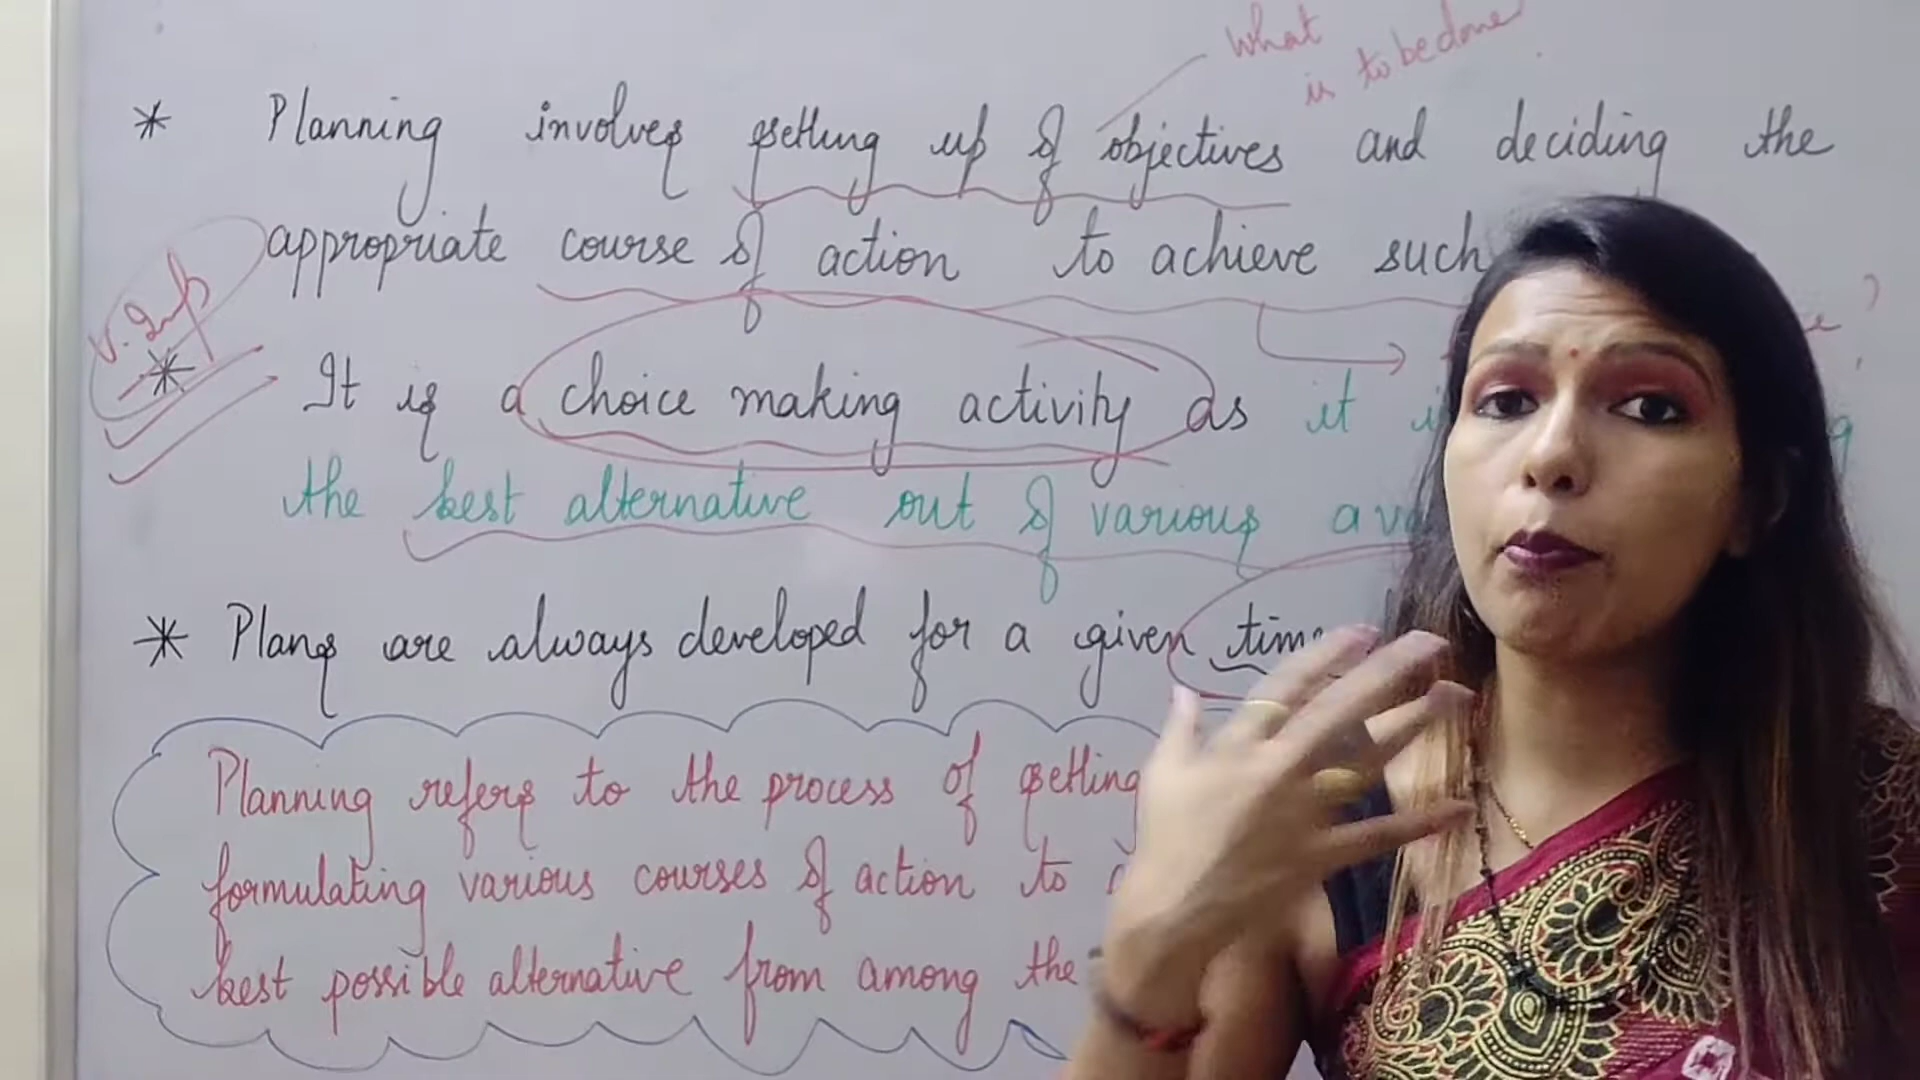 What
is to be done
* Planning involves setting up of objectives and deciding the
appropriate course of action to achieve such
V. Imp
* It is a choice making activity as it
the best alternative out of various
* Plans are always developed for a given time
Planning refers to the process of setting
formulating various courses of action to
best possible alternative from among the